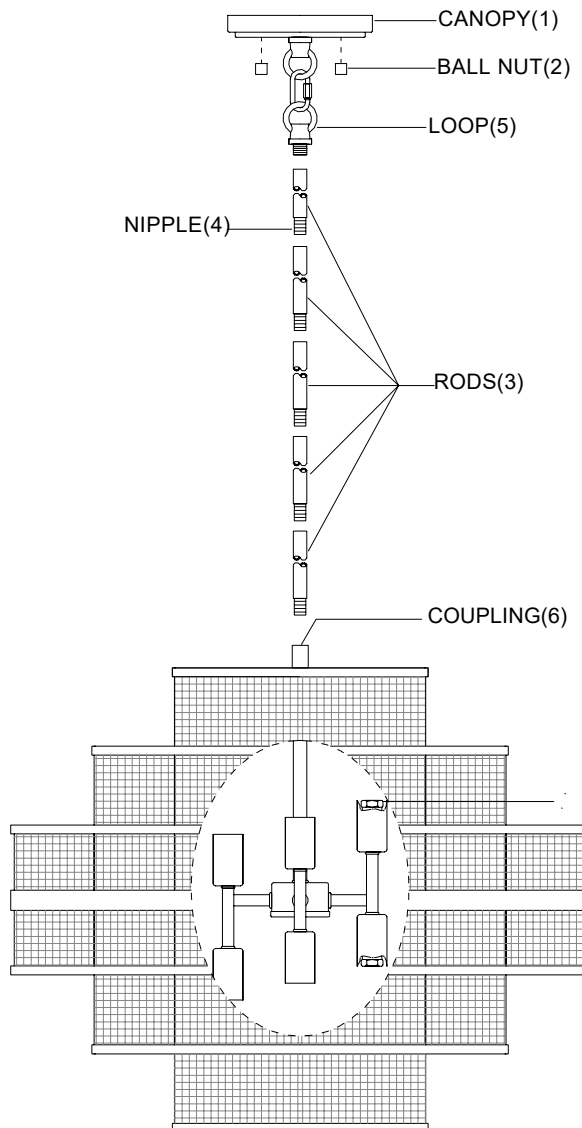 CANOPY(1)
BALL NUT(2)
LOOP(5)
NIPPLE(4)
RODS(3)
COUPLING(6)